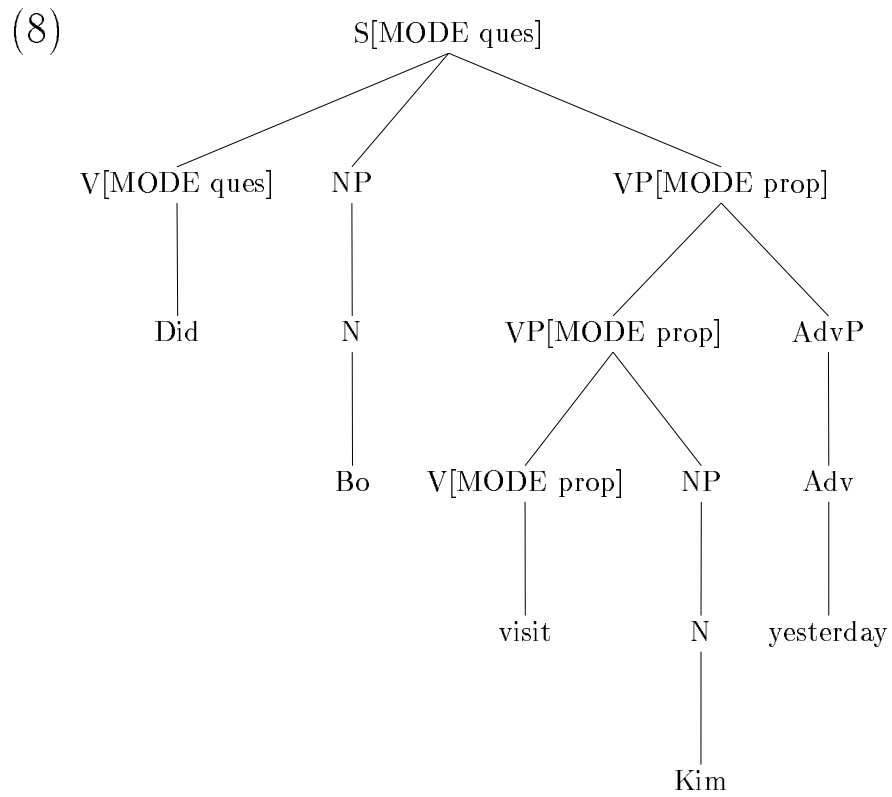 (8) S[MODE ques]
V[MODE ques] NP VP[MODE prop]
Did N VP[MODE prop] AdvP
Bo V[MODE prop] NP Adv
visit N yesterday
Kim